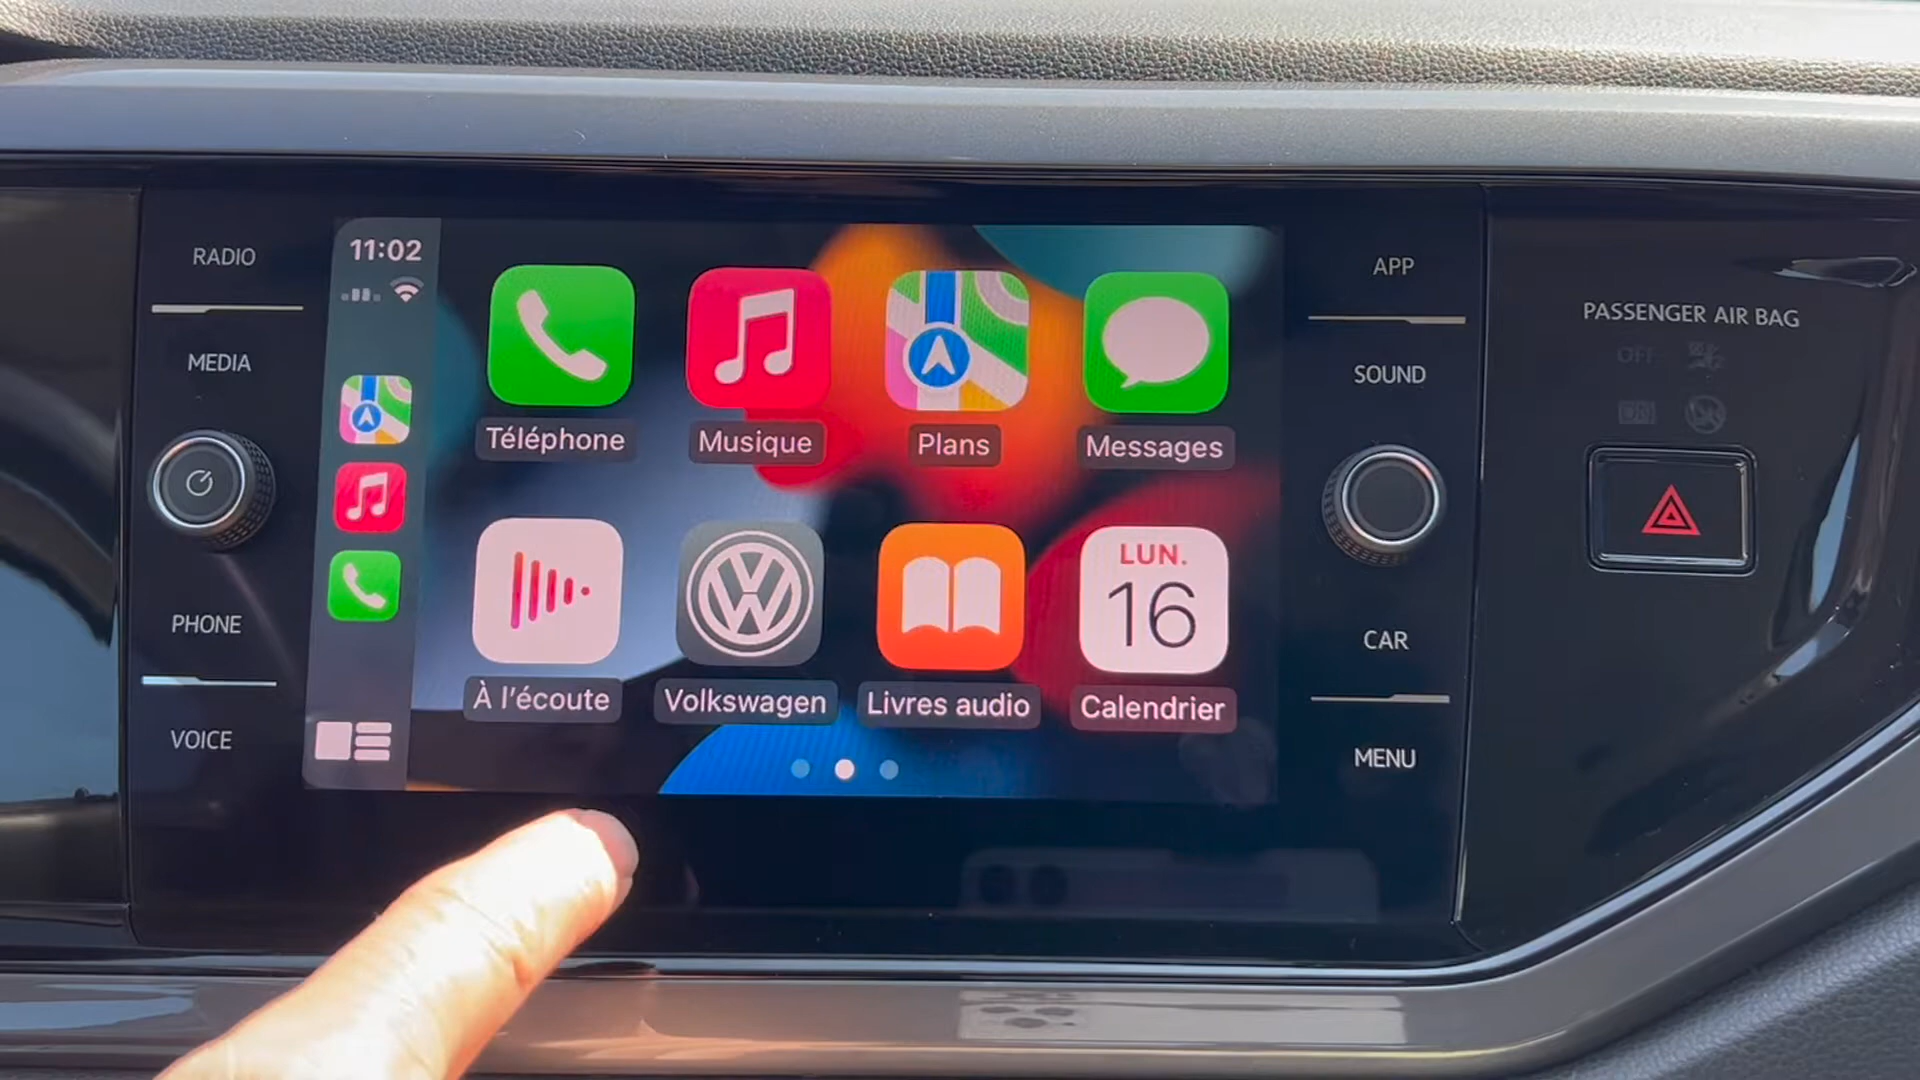 RADIO
MEDIA
PHONE
VOICE
11:02
Téléphone
Musique
Plans
Messages
À l'écoute
Volkswagen
Livres audio
LUN.
16
Calendrier
APP
SOUND
CAR
MENU
PASSENGER AIR BAG
OFF